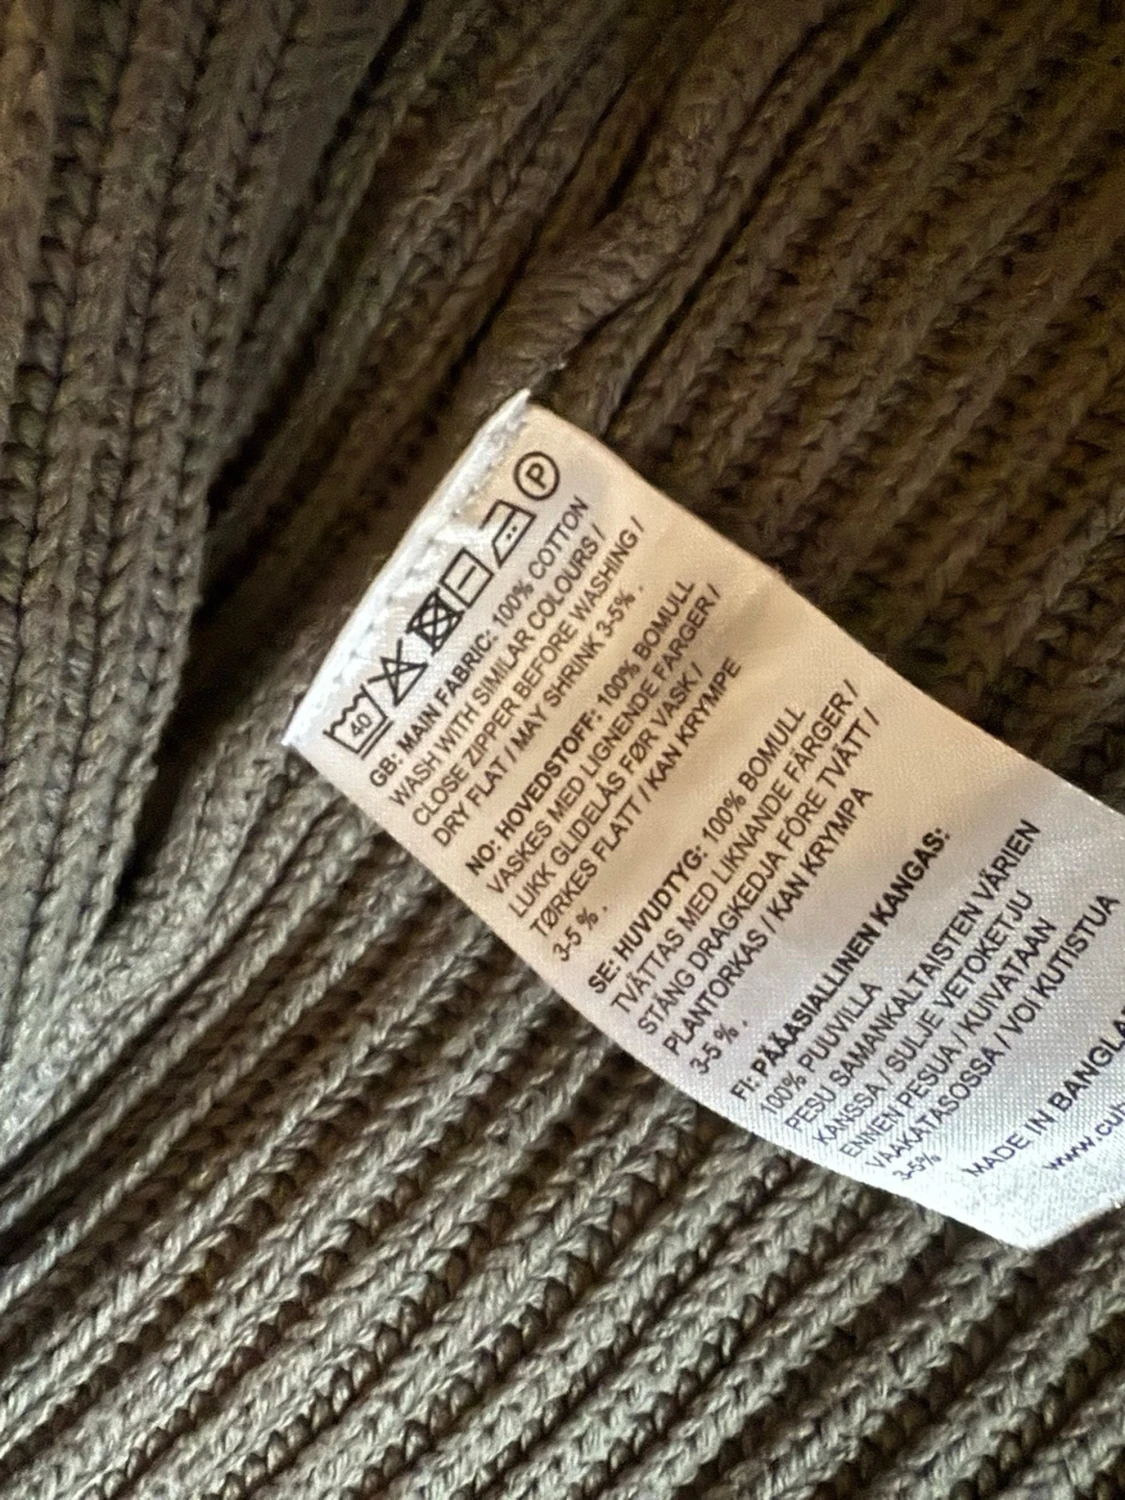 40 P
GB: MAIN FABRIC: 100% COTTON
WASH WITH SIMILAR COLOURS /
CLOSE ZIPPER BEFORE WASHING /
DRY FLAT / MAY SHRINK 3-5% .
NO: HOVEDSTOFF: 100% BOMULL
VASKES MED LIGNENDE FARGER /
LUKK GLIDELÅS FØR VASK /
TØRKES FLATT / KAN KRYMPE
3-5 % .
SE: HUVUDTYG: 100% BOMULL
TVÄTTAS MED LIKNANDE FÄRGER /
STÄNG DRAGKEDJA FÖRE TVÄTT /
PLANTORKAS / KAN KRYMPA
3-5 % .
FI: PÄÄASIALLINEN KANGAS:
100% PUUVILLA
PESU SAMANKALTAISTEN VÄRIEN
KANSSA / SULJE VETOKETJU
ENNEN PESUA / KUIVATAAN
VAAKATASOSSA / VOI KUTISTUA
3-5%
MADE IN
www.